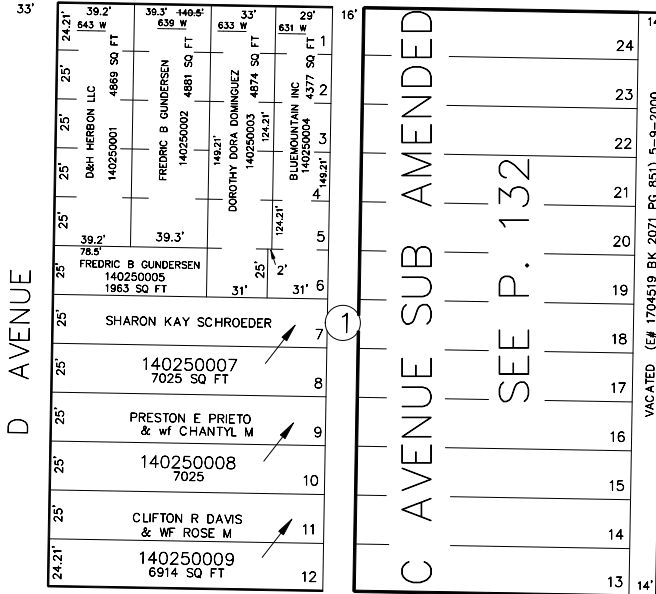 33'
39.2'
39.3'
140.5'
33'
29'
16'
14
643 W
639 W
633 W
631 W
24.21'
25'
25'
25'
25'
25'
25'
25'
25'
25'
25'
24.21'
D&H HERBON LLC
140250001
4869 SQ FT
FREDRIC B GUNDERSEN
140250002
4881 SQ FT
149.21'
DOROTHY DORA DOMINGUEZ
140250003
4874 SQ FT
124.21'
BLUEMOUNTAIN INC
140250004
4377 SQ FT
149.21'
124.21'
39.2'
39.3'
78.5'
FREDRIC B GUNDERSEN
140250005
1963 SQ FT
25'
2'
31'
31'
1
2
3
4
5
6
SHARON KAY SCHROEDER
7
140250007
7025 SQ FT
8
PRESTON E PRIETO
& wf CHANTYL M
9
140250008
7025
10
CLIFTON R DAVIS
& WF ROSE M
11
140250009
6914 SQ FT
12
D AVENUE
1
C AVENUE SUB AMENDED
SEE P. 132
24
23
22
21
20
19
18
17
16
15
14
13
14'
VACATED (E# 1704519 BK 2071 PG 851) 5-9-2000